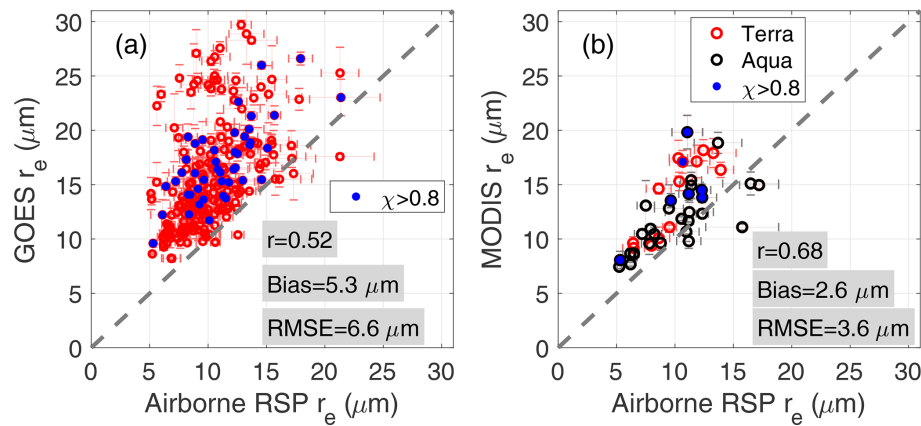 (a)
30
25
20
15
10
5
0
GOES r_e (μm)
χ>0.8
r=0.52
Bias=5.3 μm
RMSE=6.6 μm
0 5 10 15 20 25 30
Airborne RSP r_e (μm)
(b)
Terra
Aqua
χ>0.8
30
25
20
15
10
5
0
MODIS r_e (μm)
r=0.68
Bias=2.6 μm
RMSE=3.6 μm
0 5 10 15 20 25 30
Airborne RSP r_e (μm)